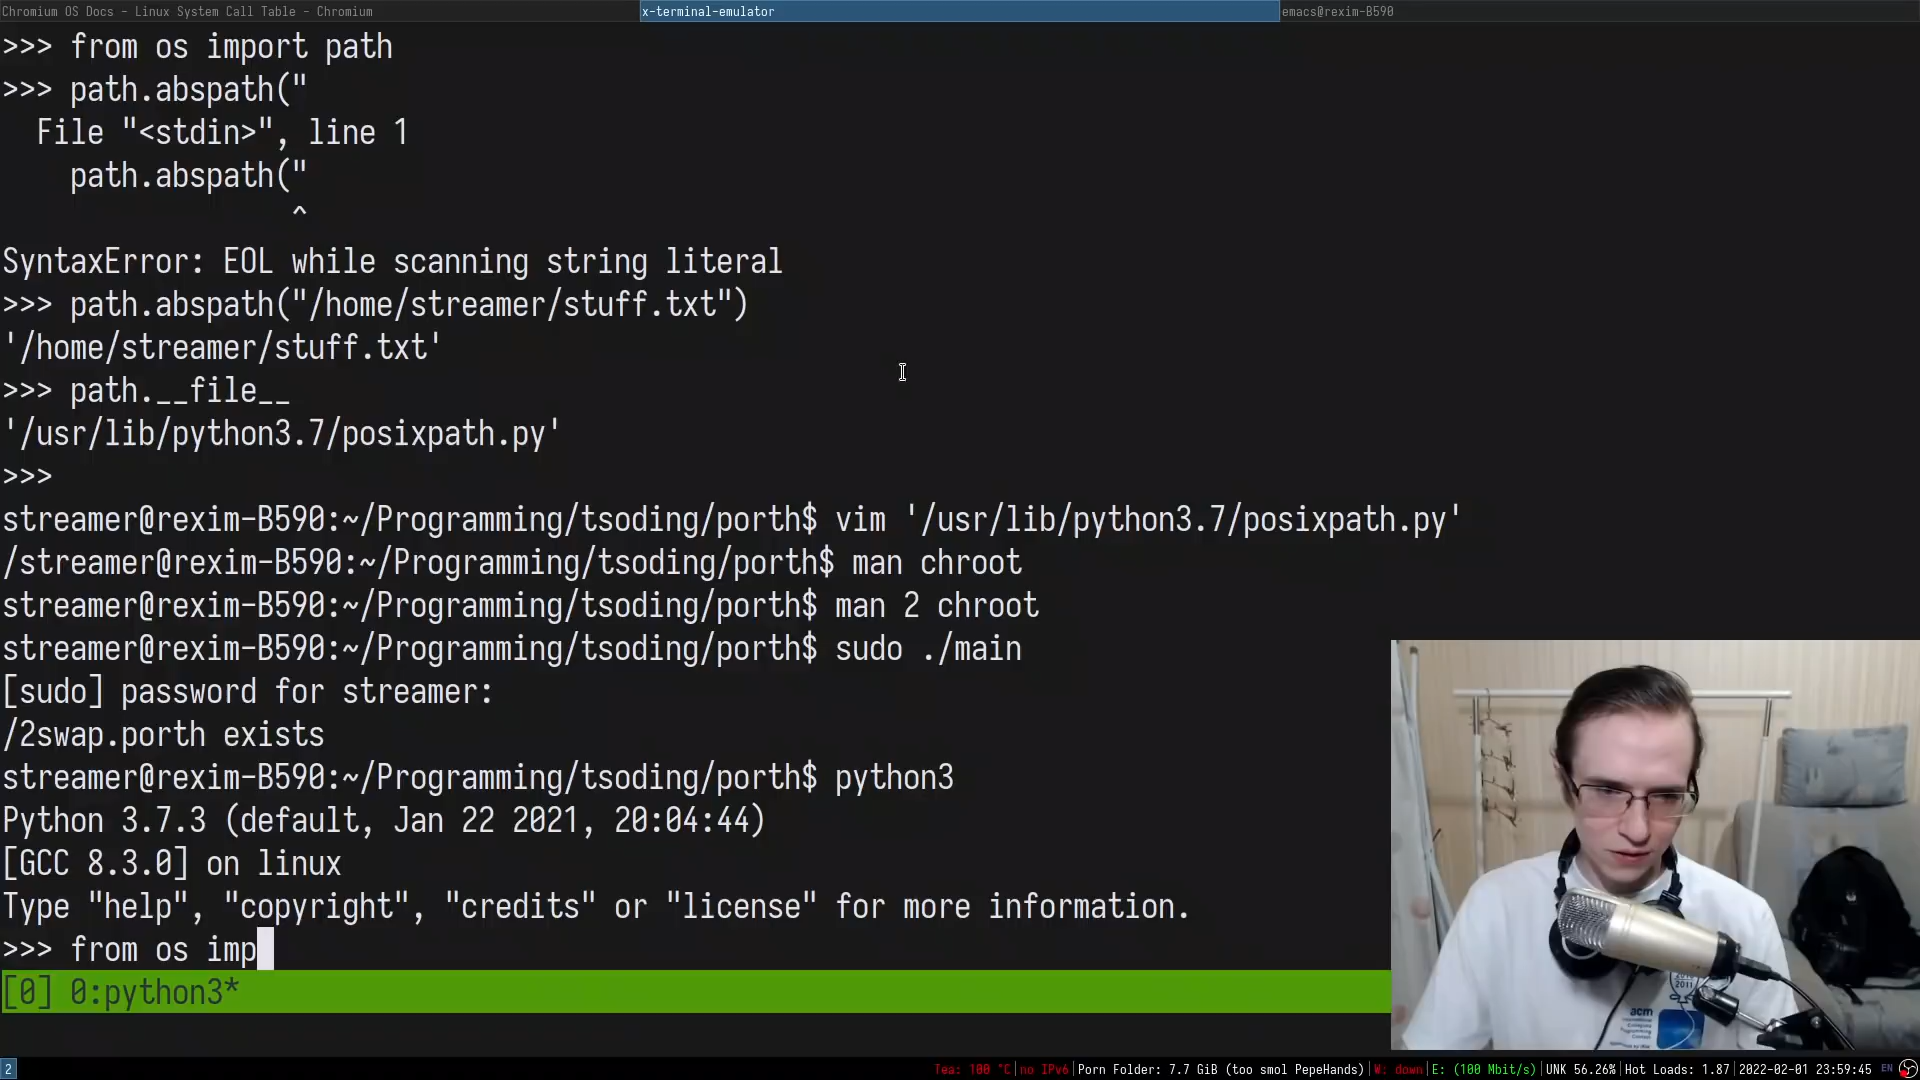 Chromium OS Docs - Linux System Call Table - Chromium
x-terminal-emulator
emacs@rexim-B590
>>> from os import path
>>> path.abspath("
  File "<stdin>", line 1
    path.abspath("
                 ^
SyntaxError: EOL while scanning string literal
>>> path.abspath("/home/streamer/stuff.txt")
'/home/streamer/stuff.txt'
>>> path.__file__
'/usr/lib/python3.7/posixpath.py'
>>>
streamer@rexim-B590:~/Programming/tsoding/porth$ vim '/usr/lib/python3.7/posixpath.py'
/streamer@rexim-B590:~/Programming/tsoding/porth$ man chroot
streamer@rexim-B590:~/Programming/tsoding/porth$ man 2 chroot
streamer@rexim-B590:~/Programming/tsoding/porth$ sudo ./main
[sudo] password for streamer:
/2swap.porth exists
streamer@rexim-B590:~/Programming/tsoding/porth$ python3
Python 3.7.3 (default, Jan 22 2021, 20:04:44)
[GCC 8.3.0] on linux
Type "help", "copyright", "credits" or "license" for more information.
>>> from os imp
[0] 0:python3*
2011
acm
2
Tea: 100 °C|no IPv6|Porn Folder: 7.7 GiB (too smol PepeHands)|W: down|E: (100 Mbit/s)|UNK 56.26%|Hot Loads: 1.87|2022-02-01 23:59:45 EN